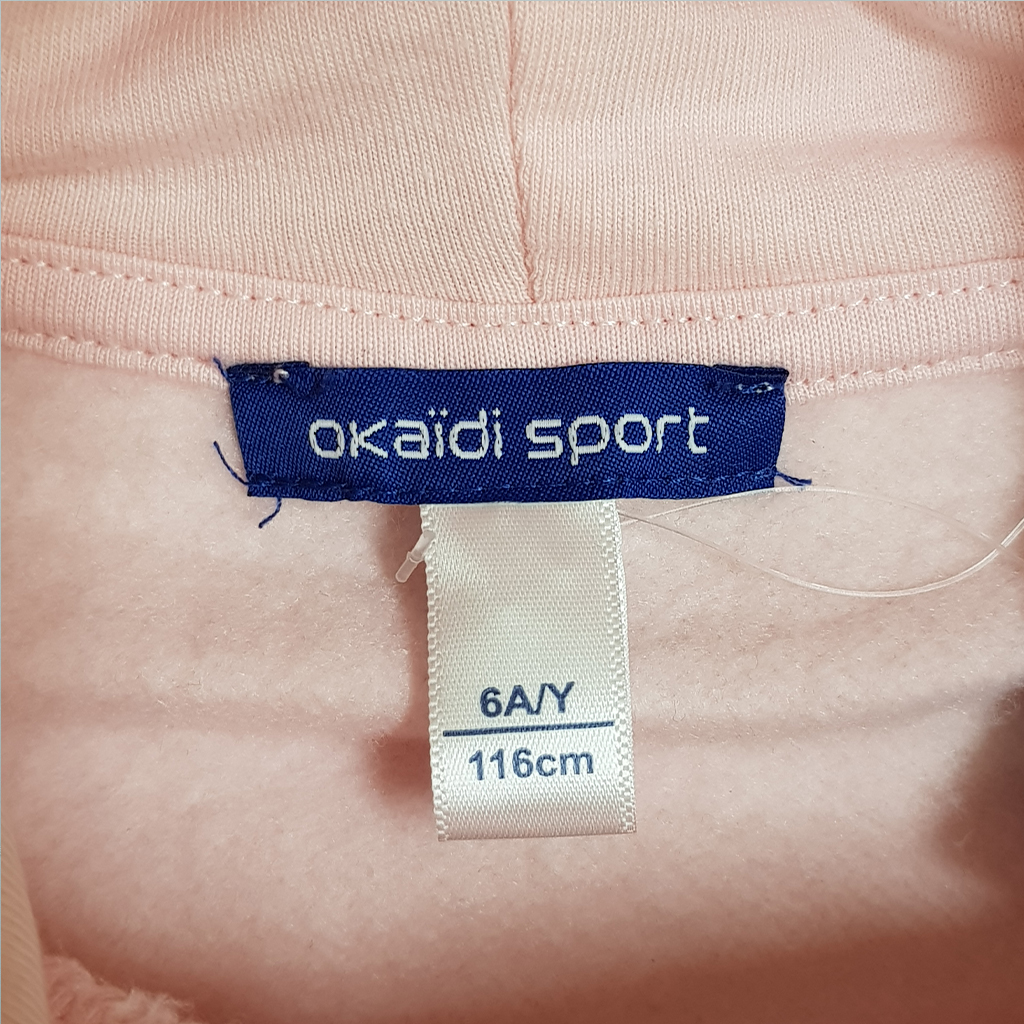 okaïdi sport
6A/Y
116cm